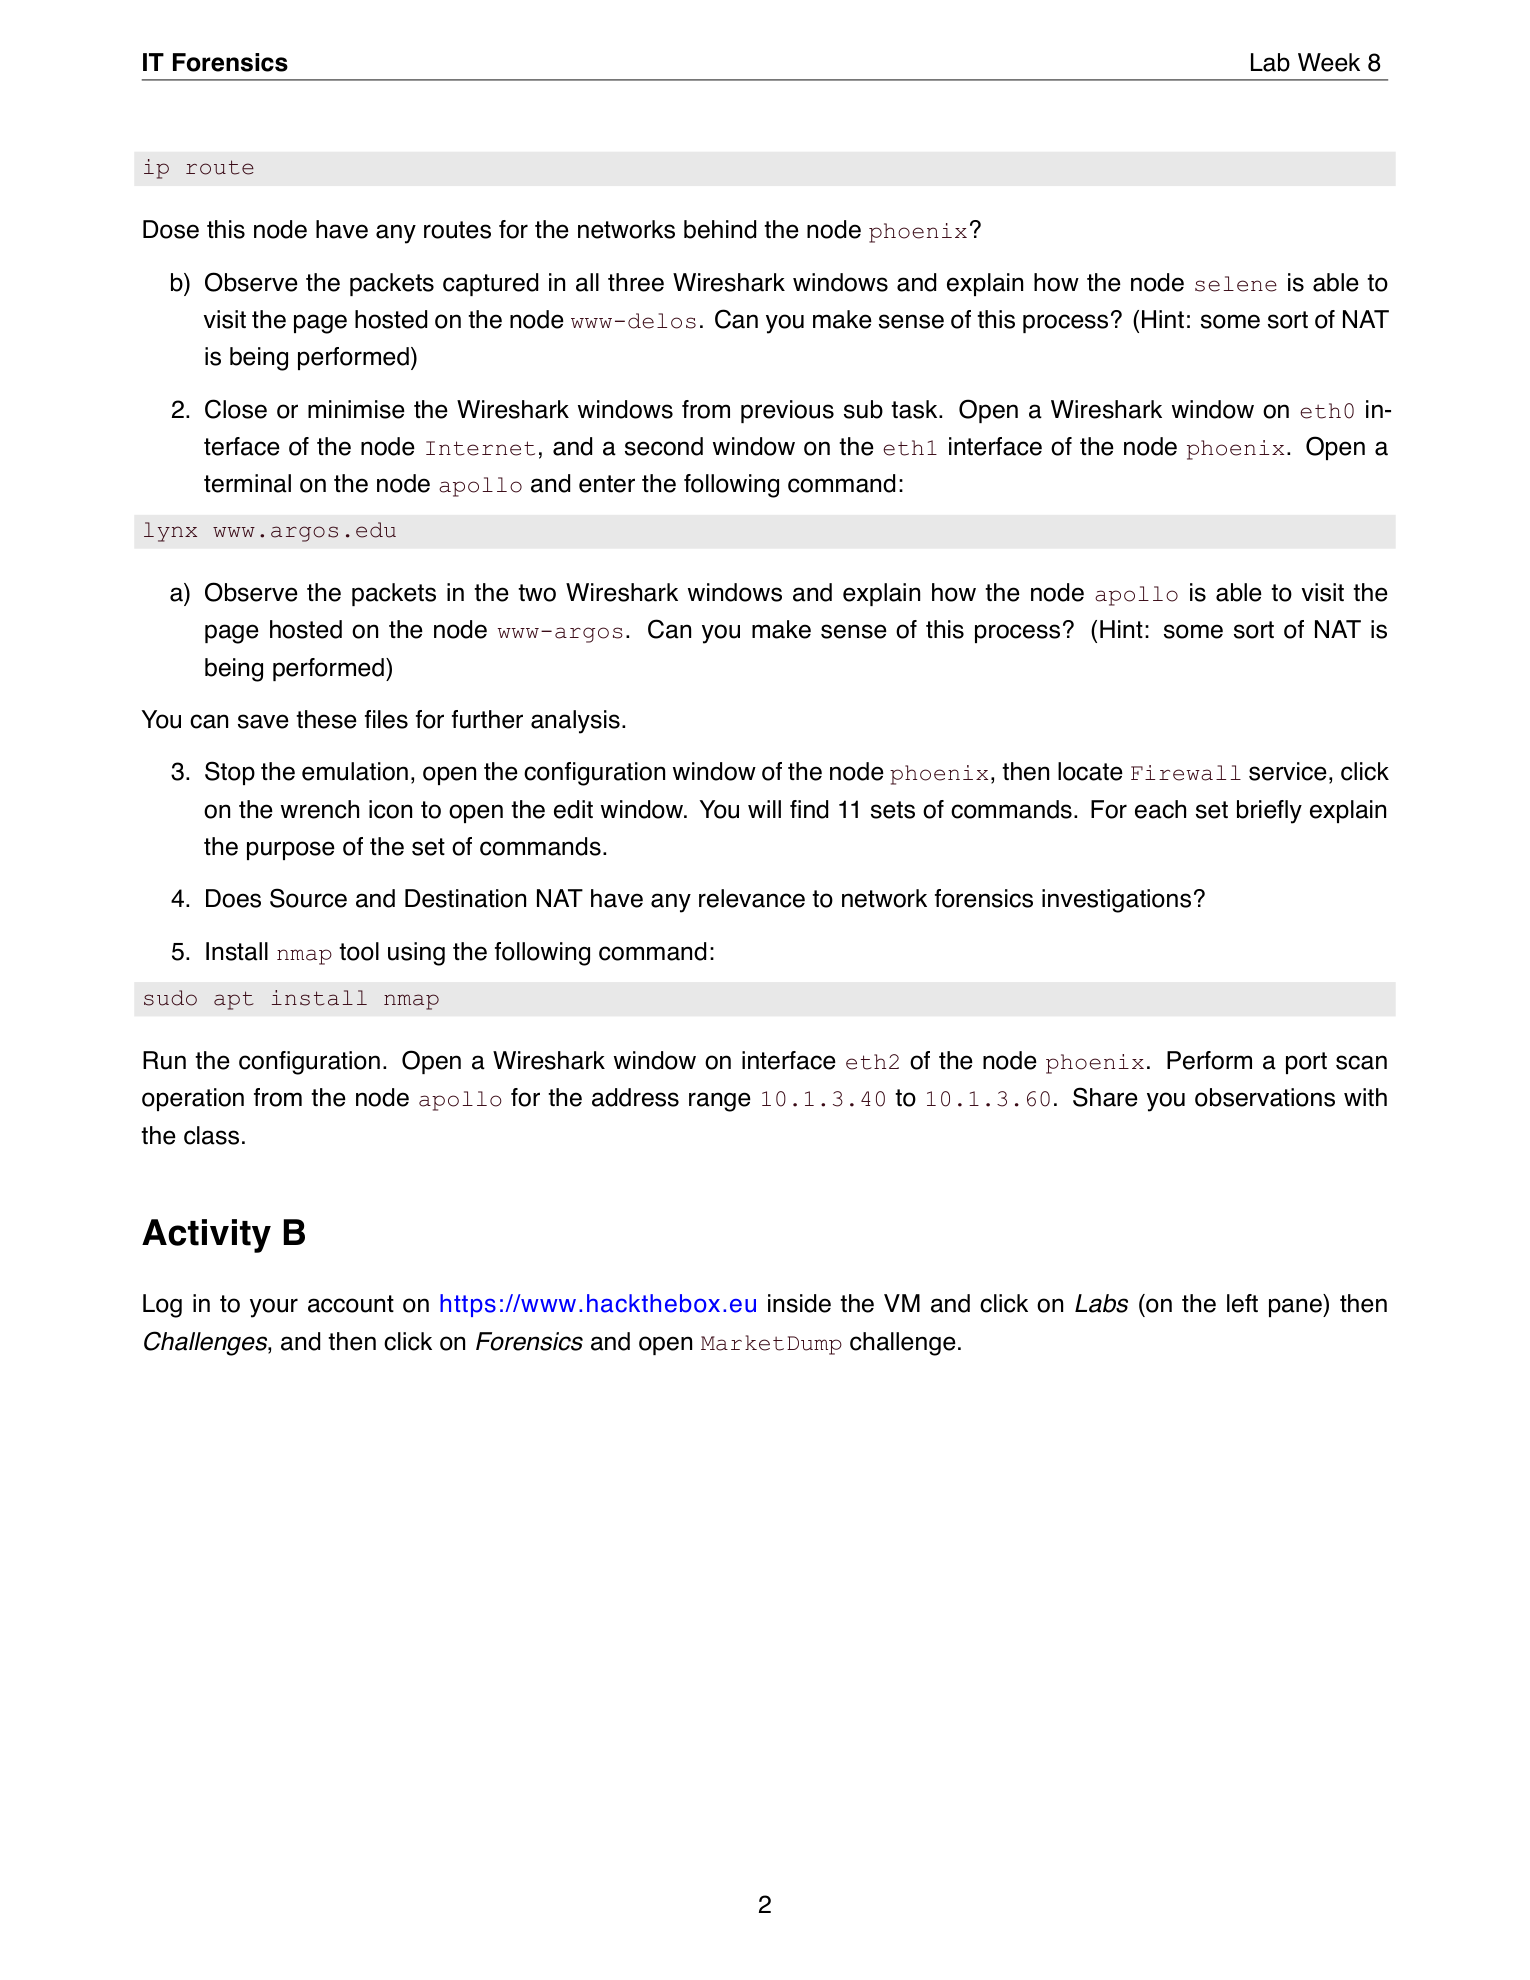 IT Forensics Lab Week 8
ip route
Dose this node have any routes for the networks behind the node phoenix?
b) Observe the packets captured in all three Wireshark windows and explain how the node selene is able to
visit the page hosted on the node www-delos. Can you make sense of this process? (Hint: some sort of NAT
is being performed)
2. Close or minimise the Wireshark windows from previous sub task. Open a Wireshark window on eth0 in-
terface of the node Internet, and a second window on the eth1 interface of the node phoenix. Open a
terminal on the node apollo and enter the following command:
lynx www.argos.edu
a) Observe the packets in the two Wireshark windows and explain how the node apollo is able to visit the
page hosted on the node www-argos. Can you make sense of this process? (Hint: some sort of NAT is
being performed)
You can save these files for further analysis.
3. Stop the emulation, open the configuration window of the node phoenix, then locate Firewall service, click
on the wrench icon to open the edit window. You will find 11 sets of commands. For each set briefly explain
the purpose of the set of commands.
4. Does Source and Destination NAT have any relevance to network forensics investigations?
5. Install nmap tool using the following command:
sudo apt install nmap
Run the configuration. Open a Wireshark window on interface eth2 of the node phoenix. Perform a port scan
operation from the node apollo for the address range 10.1.3.40 to 10.1.3.60. Share you observations with
the class.
Activity B
Log in to your account on https://www.hackthebox.eu inside the VM and click on Labs (on the left pane) then
Challenges, and then click on Forensics and open MarketDump challenge.
2